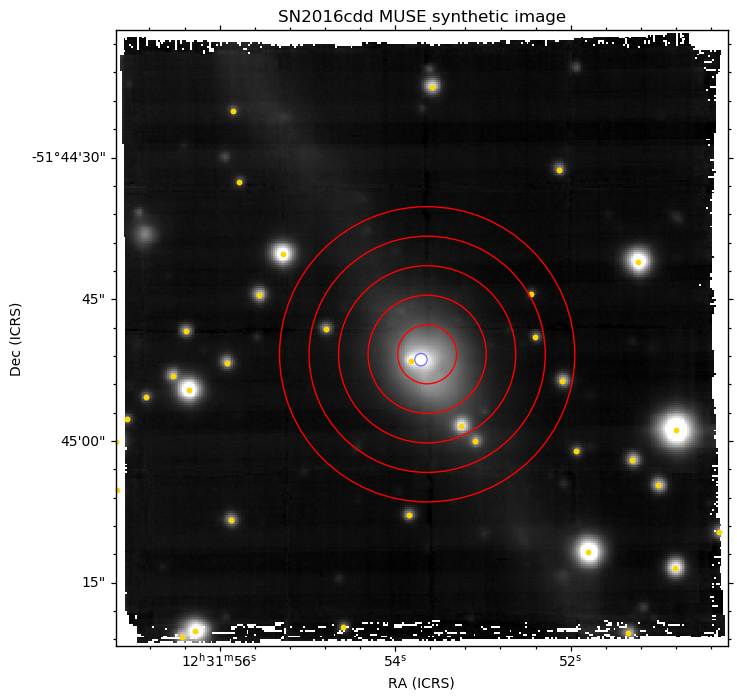 SN2016cdd MUSE synthetic image
-51°44'30"
45"
45'00"
15"
Dec (ICRS)
12h31m56s
54s
52s
RA (ICRS)